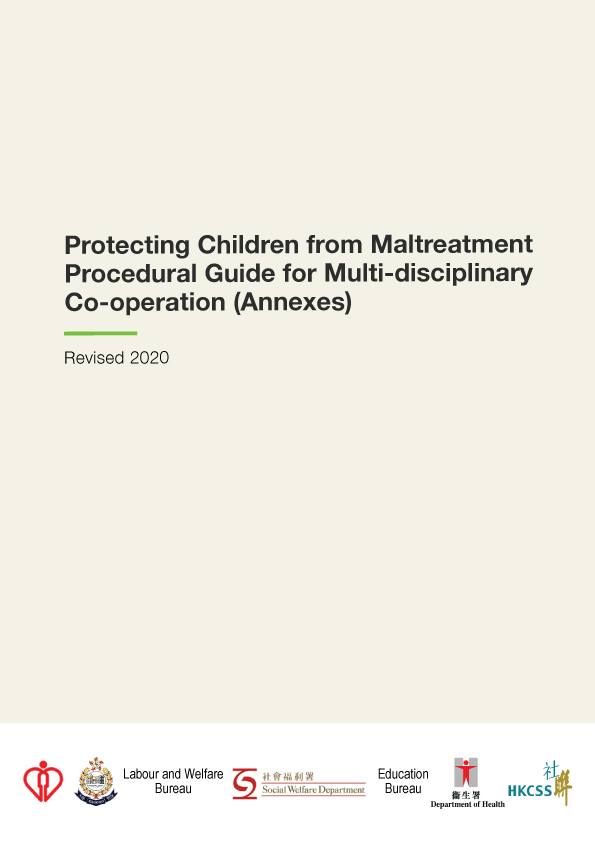 Protecting Children from Maltreatment
Procedural Guide for Multi-disciplinary
Co-operation (Annexes)
Revised 2020
Labour and Welfare
Bureau
社會福利署
Social Welfare Department
Education
Bureau
衞生署
Department of Health
社
聯
HKCSS